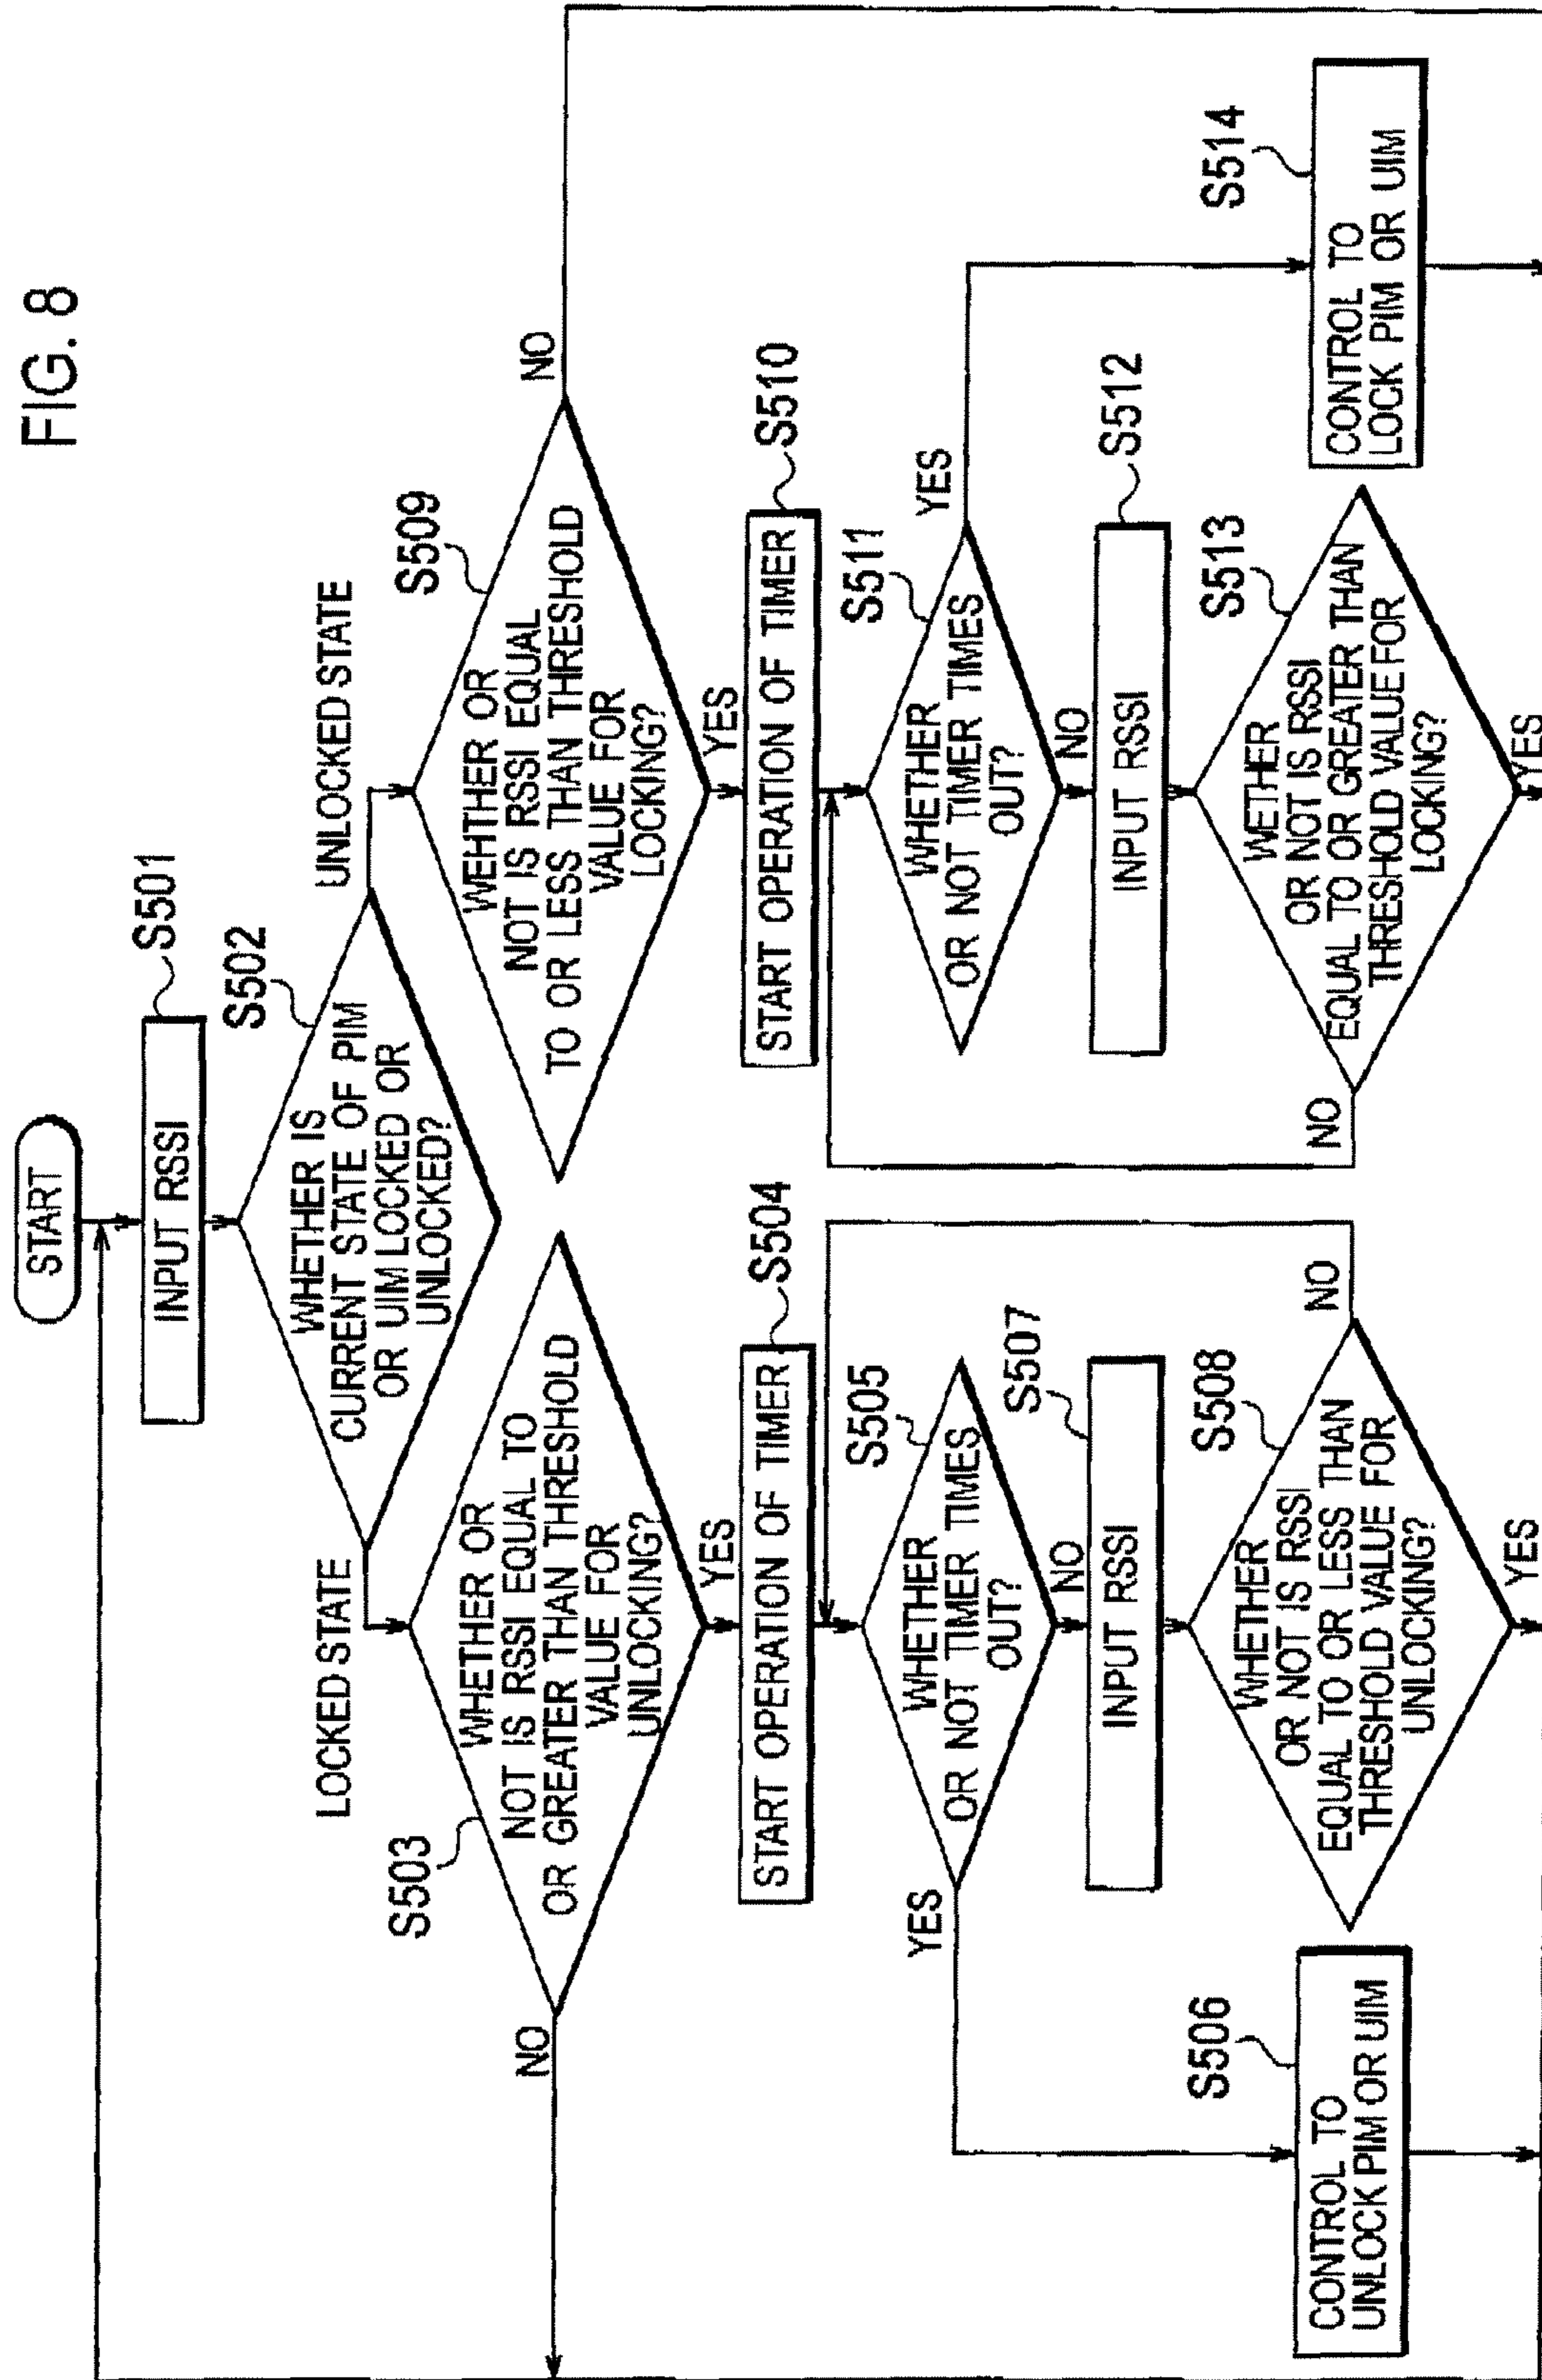 FIG. 8
START
INPUT RSSI
S501
WHETHER IS
CURRENT STATE OF PIM
OR UIM LOCKED OR
UNLOCKED?
S502
LOCKED STATE
UNLOCKED STATE
S503
WHETHER OR
NOT IS RSSI EQUAL TO
OR GREATER THAN THRESHOLD
VALUE FOR
UNLOCKING?
NO
YES
START OPERATION OF TIMER
S504
WHETHER
OR NOT TIMER TIMES
OUT?
S505
YES
NO
CONTROL TO
UNLOCK PIM OR UIM
S506
INPUT RSSI
S507
WHETHER
OR NOT IS RSSI
EQUAL TO OR LESS THAN
THRESHOLD VALUE FOR
UNLOCKING?
S508
NO
YES
WEHTHER OR
NOT IS RSSI EQUAL
TO OR LESS THAN THRESHOLD
VALUE FOR
LOCKING?
S509
NO
YES
START OPERATION OF TIMER
S510
WHETHER
OR NOT TIMER TIMES
OUT?
S511
YES
NO
INPUT RSSI
S512
WETHER
OR NOT IS RSSI
EQUAL TO OR GREATER THAN
THRESHOLD VALUE FOR
LOCKING?
S513
NO
YES
CONTROL TO
LOCK PIM OR UIM
S514